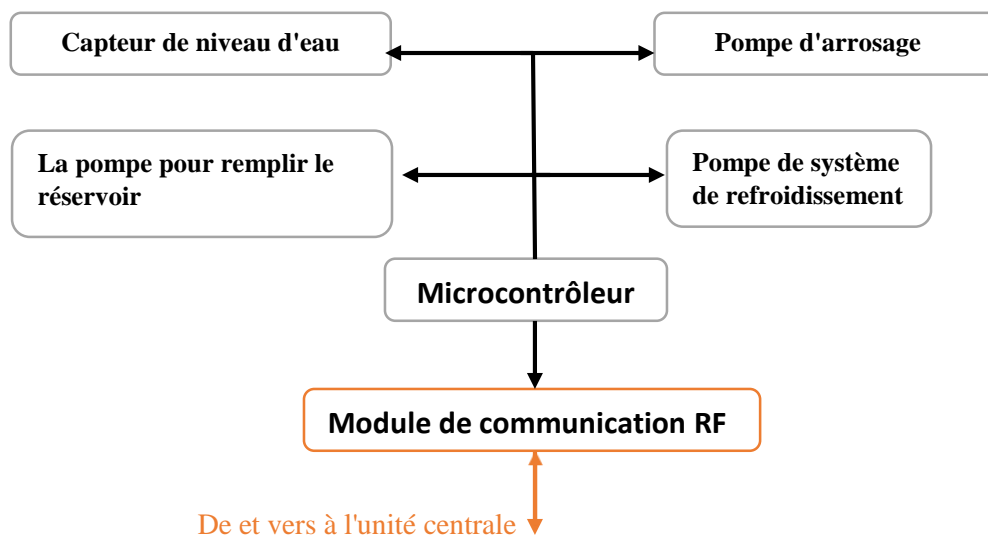 Capteur de niveau d'eau
Pompe d'arrosage
La pompe pour remplir le
réservoir
Pompe de système
de refroidissement
Microcontrôleur
Module de communication RF
De et vers à l'unité centrale